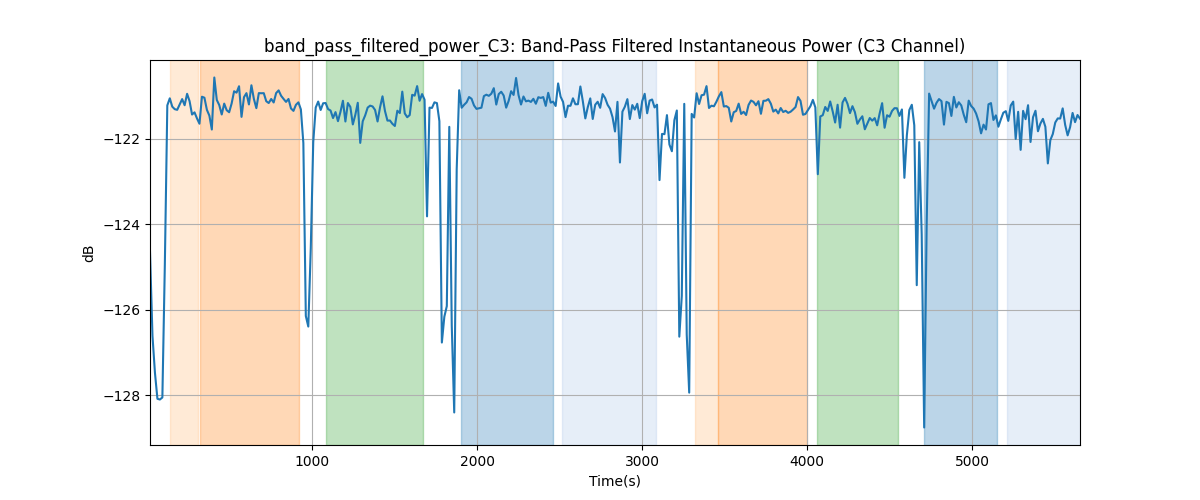 band_pass_filtered_power_C3: Band-Pass Filtered Instantaneous Power (C3 Channel)
−122
−124
−126
−128
dB
1000 2000 3000 4000 5000
Time(s)